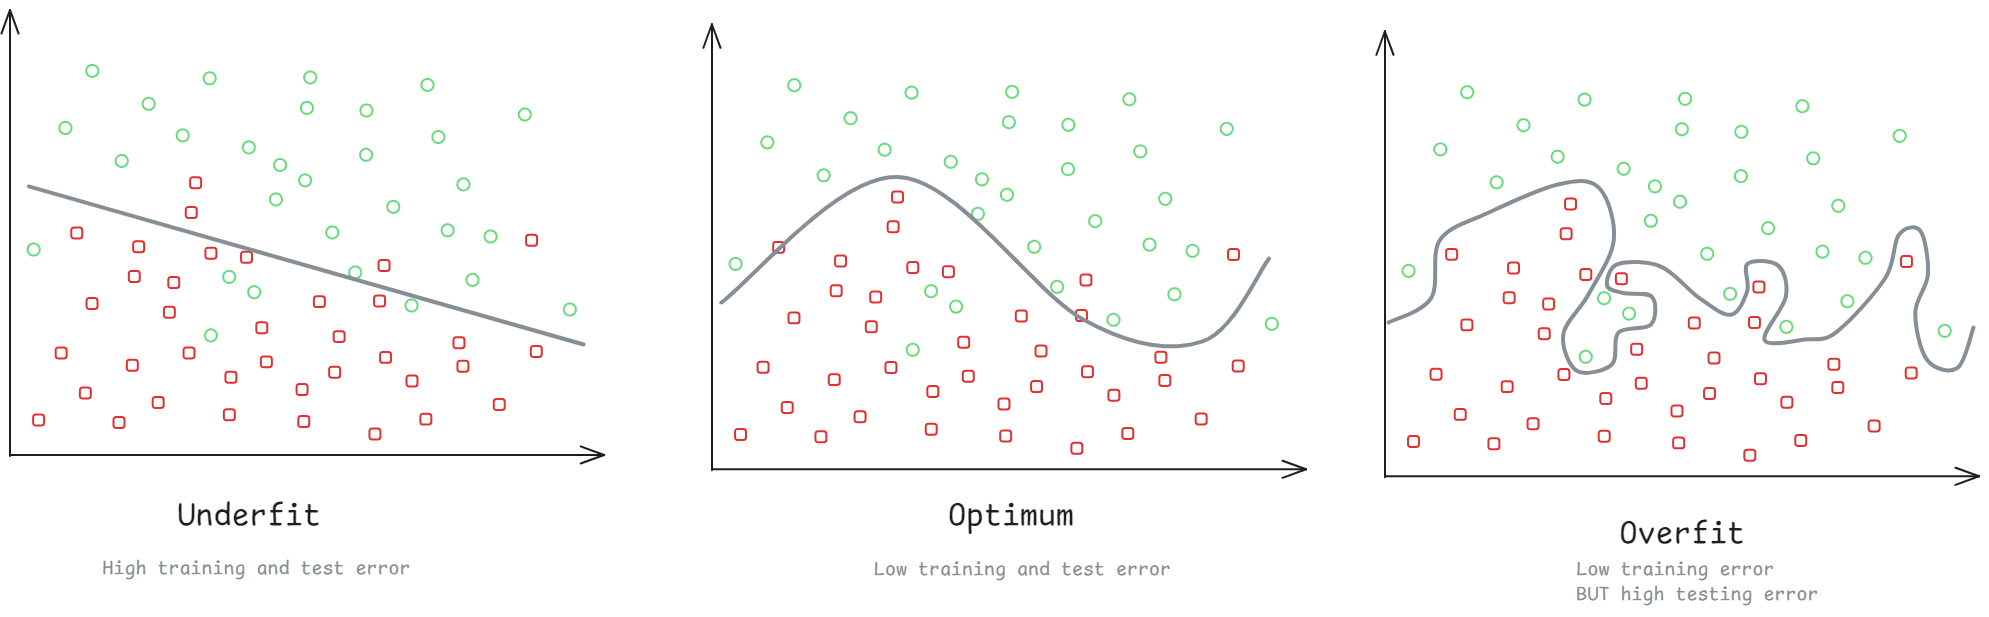 Underfit
High training and test error
Optimum
Low training and test error
Overfit
Low training error
BUT high testing error